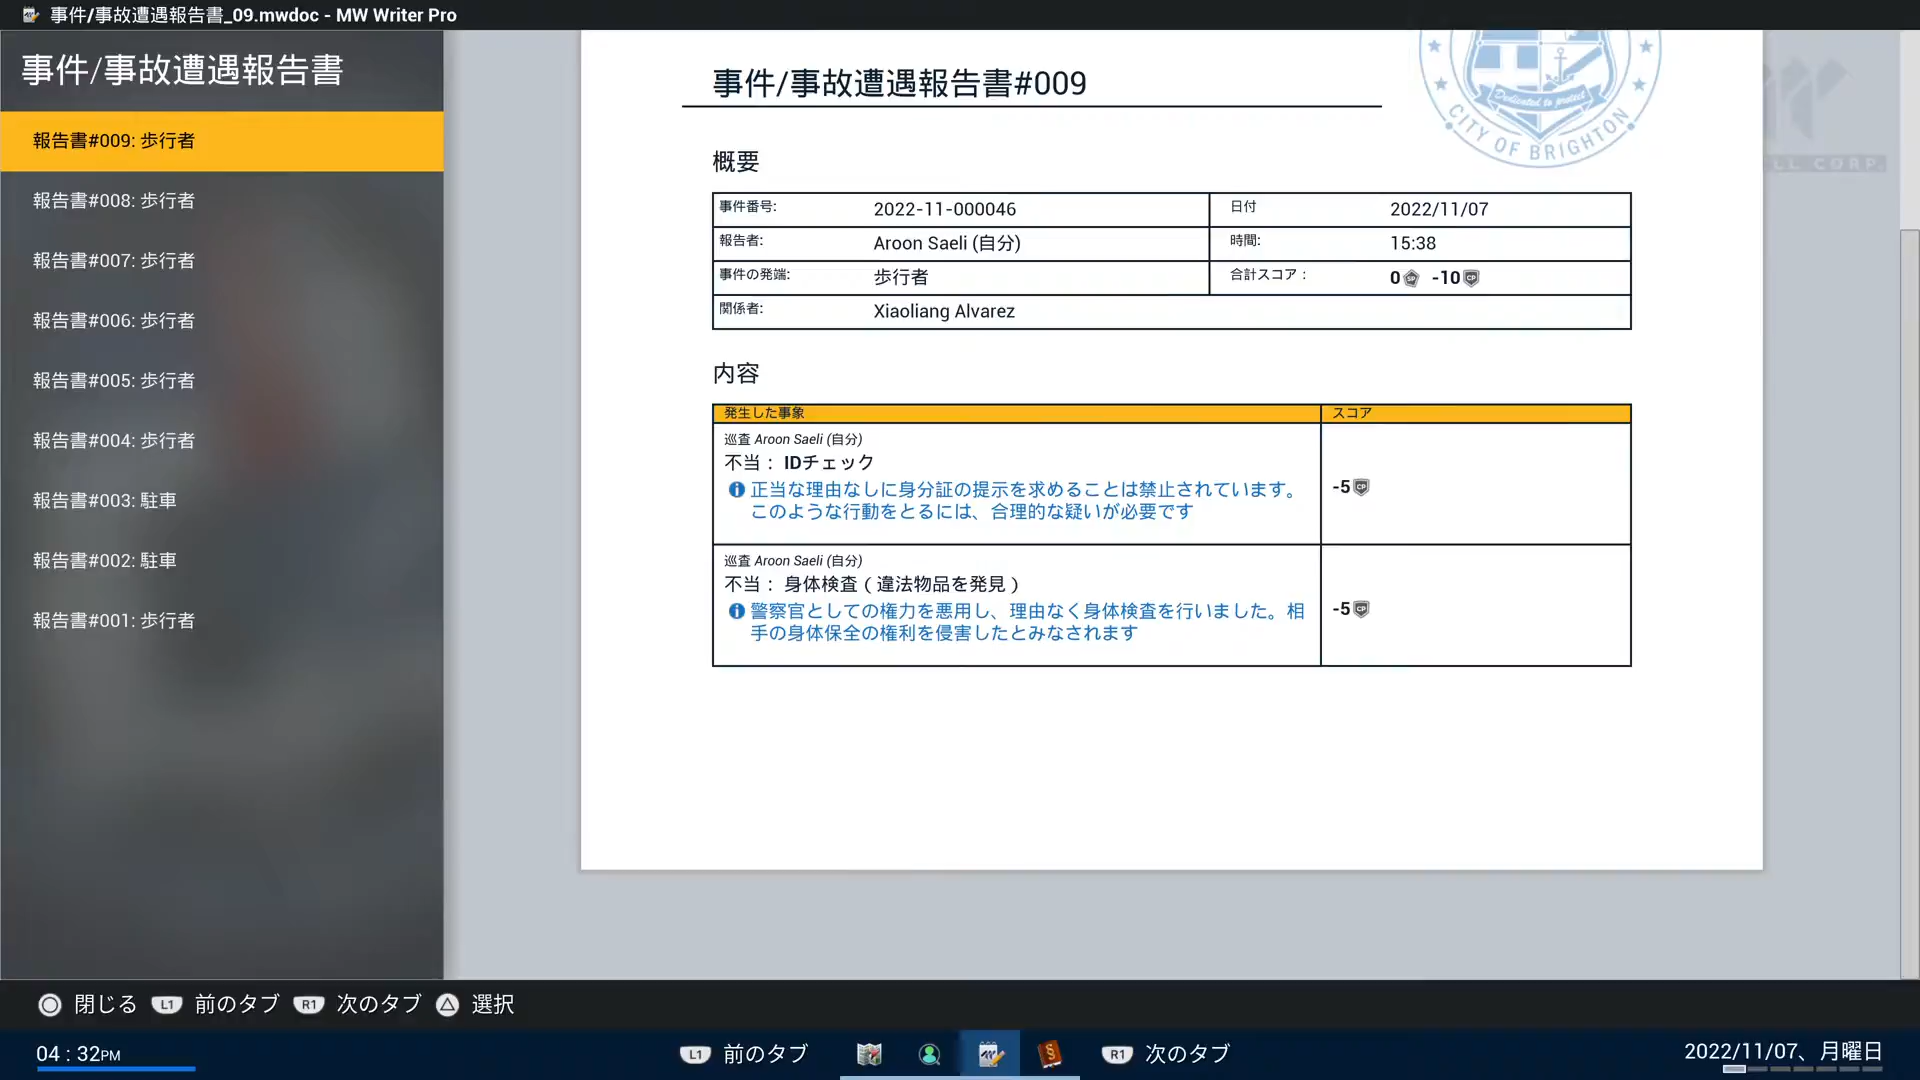 事件/事故遭遇報告書_09.mwdoc - MW Writer Pro
事件/事故遭遇報告書
報告書#009: 歩行者
報告書#008: 歩行者
報告書#007: 歩行者
報告書#006: 歩行者
報告書#005: 歩行者
報告書#004: 歩行者
報告書#003: 駐車
報告書#002: 駐車
報告書#001: 歩行者
事件/事故遭遇報告書#009
Dedicated to protect
CITY OF BRIGHTON
LL CORP.
概要
事件番号: 2022-11-000046 日付 2022/11/07
報告者: Aroon Saeli (自分) 時間: 15:38
事件の発端: 歩行者 合計スコア: 0 SP -10 CP
関係者: Xiaoliang Alvarez
内容
発生した事象 スコア
巡査 Aroon Saeli (自分)
不当: IDチェック
正当な理由なしに身分証の提示を求めることは禁止されています。
このような行動をとるには、合理的な疑いが必要です
-5 CP
巡査 Aroon Saeli (自分)
不当: 身体検査 ( 違法物品を発見 )
警察官としての権力を悪用し、理由なく身体検査を行いました。相
手の身体保全の権利を侵害したとみなされます
-5 CP
閉じる L1 前のタブ R1 次のタブ 選択
04 : 32PM
L1 前のタブ R1 次のタブ
2022/11/07、月曜日